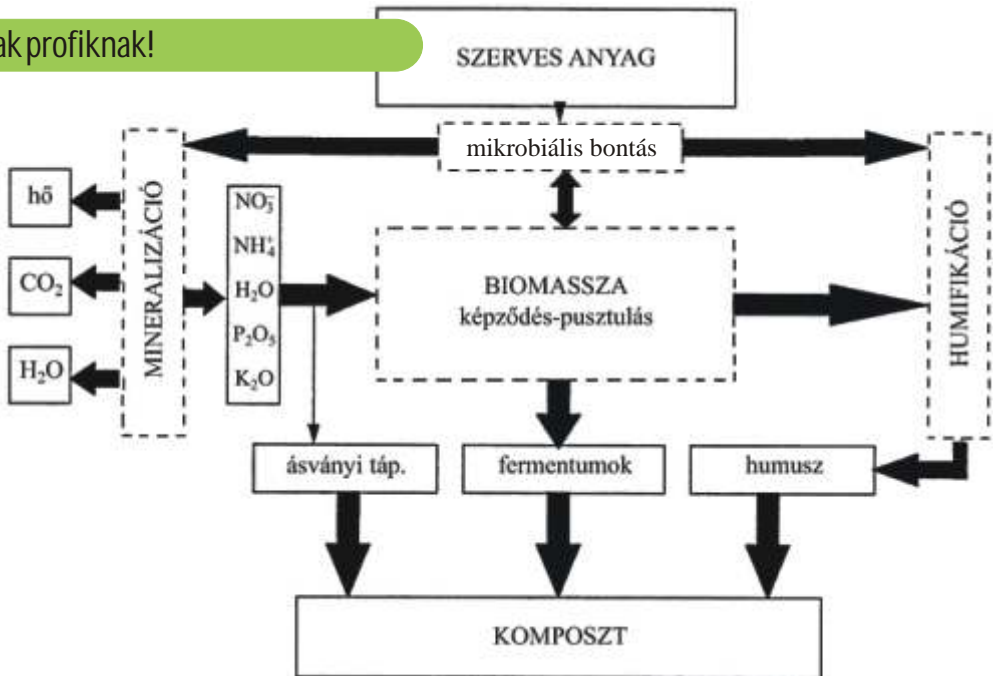 ak profiknak!
SZERVES ANYAG
mikrobiális bontás
MINERALIZÁCIÓ
hő
CO₂
H₂O
NO₃⁻
NH₄⁺
H₂O
P₂O₅
K₂O
BIOMASSZA
képződés-pusztulás
HUMIFIKÁCIÓ
ásványi táp.
fermentumok
humusz
KOMPOSZT